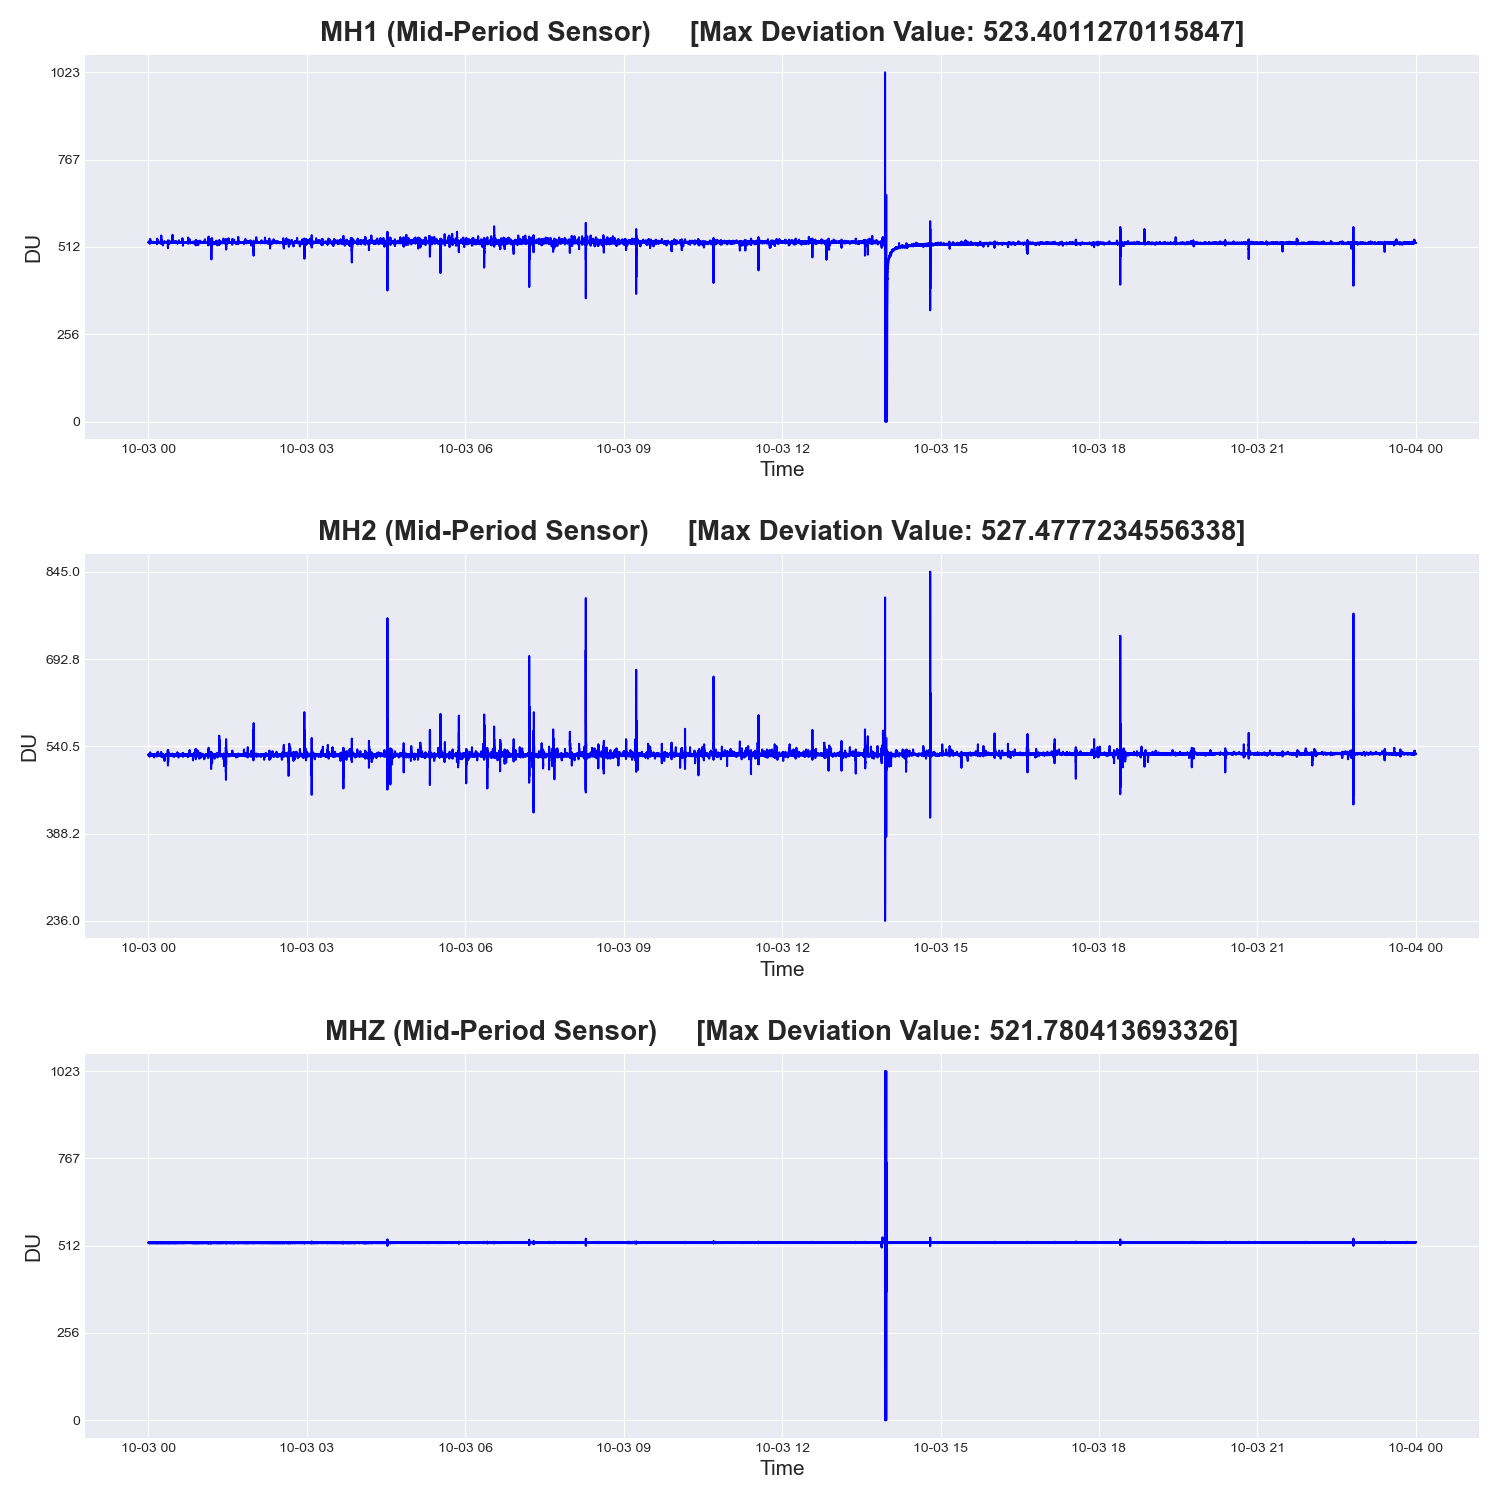 MH1 (Mid-Period Sensor) [Max Deviation Value: 523.4011270115847]
1023
767
512
256
0
DU
10-03 00 10-03 03 10-03 06 10-03 09 10-03 12 10-03 15 10-03 18 10-03 21 10-04 00
Time
MH2 (Mid-Period Sensor) [Max Deviation Value: 527.4777234556338]
845.0
692.8
540.5
388.2
236.0
DU
10-03 00 10-03 03 10-03 06 10-03 09 10-03 12 10-03 15 10-03 18 10-03 21 10-04 00
Time
MHZ (Mid-Period Sensor) [Max Deviation Value: 521.780413693326]
1023
767
512
256
0
DU
10-03 00 10-03 03 10-03 06 10-03 09 10-03 12 10-03 15 10-03 18 10-03 21 10-04 00
Time